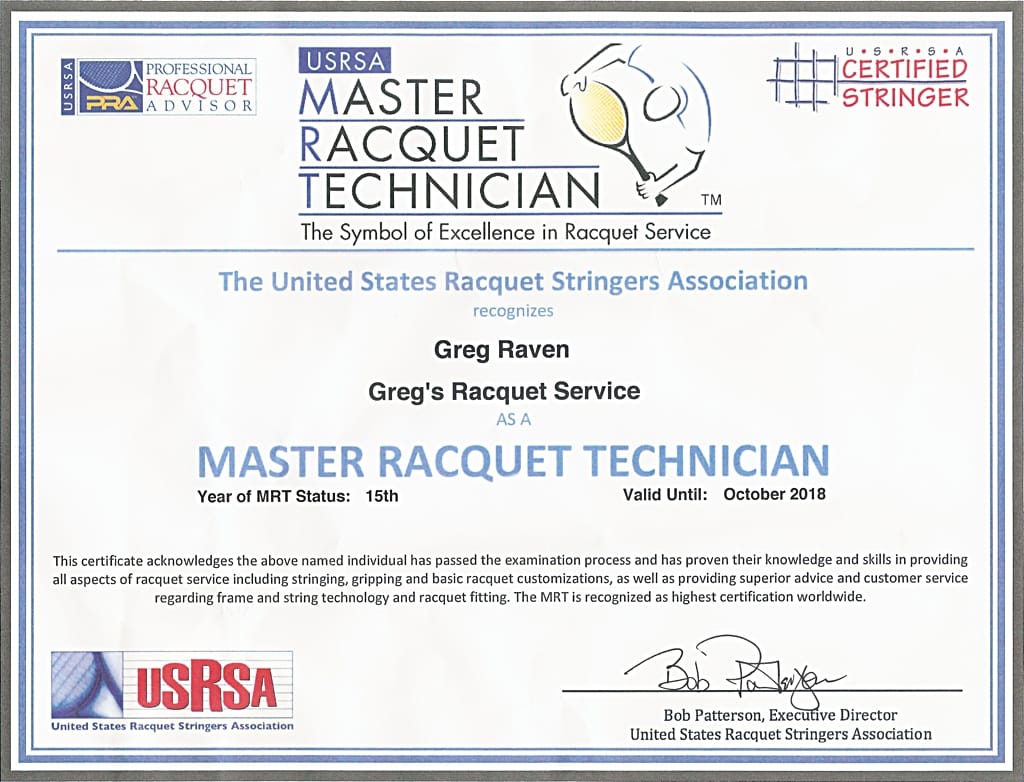 USRSA
PRA
PROFESSIONAL
RACQUET
ADVISOR
USRSA
MASTER
RACQUET
TECHNICIAN
TM
The Symbol of Excellence in Racquet Service
U•S•R•S•A
CERTIFIED
STRINGER
The United States Racquet Stringers Association
recognizes
Greg Raven
Greg's Racquet Service
AS A
MASTER RACQUET TECHNICIAN
Year of MRT Status: 15th Valid Until: October 2018
This certificate acknowledges the above named individual has passed the examination process and has proven their knowledge and skills in providing
all aspects of racquet service including stringing, gripping and basic racquet customizations, as well as providing superior advice and customer service
regarding frame and string technology and racquet fitting. The MRT is recognized as highest certification worldwide.
USRSA
United States Racquet Stringers Association
Bob Patterson
Bob Patterson, Executive Director
United States Racquet Stringers Association